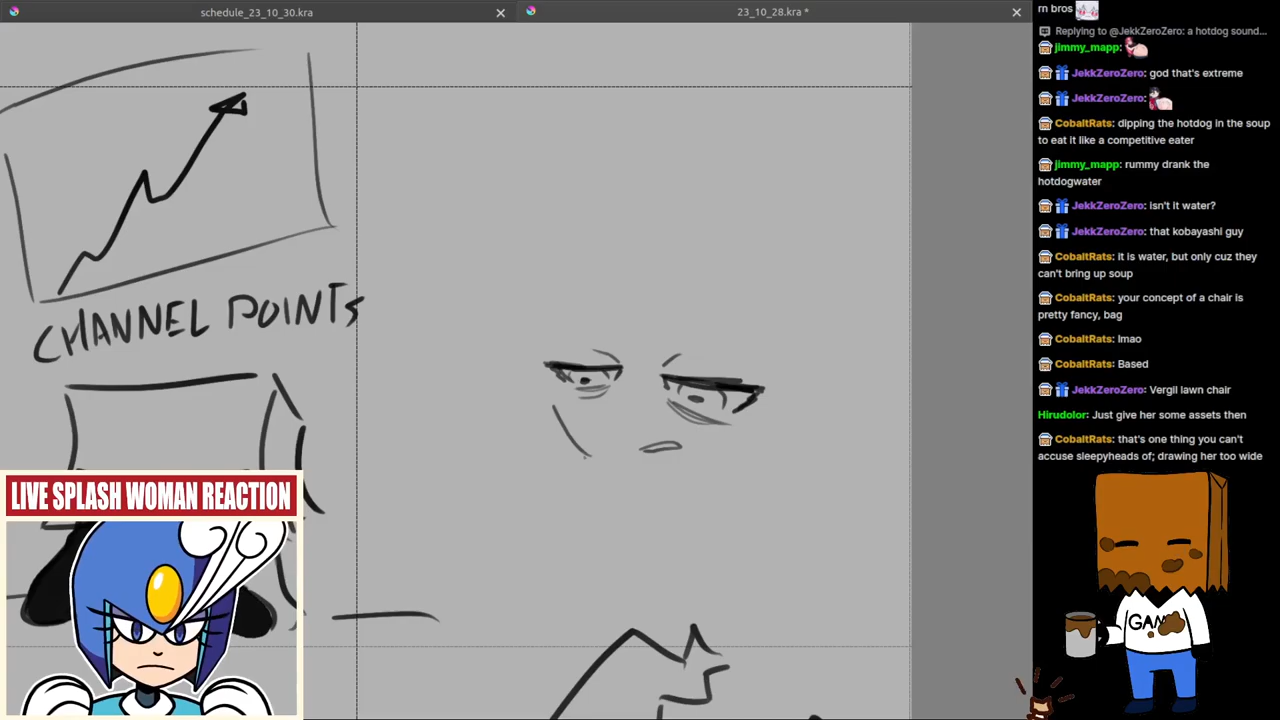 schedule_23_10_30.kra
23_10_28.kra *
CHANNEL POINTS
LIVE SPLASH WOMAN REACTION
rn bros
Replying to @JekkZeroZero: a hotdog sound...
jimmy_mapp:
JekkZeroZero: god that's extreme
JekkZeroZero:
CobaltRats: dipping the hotdog in the soup
to eat it like a competitive eater
jimmy_mapp: rummy drank the
hotdogwater
JekkZeroZero: isn't it water?
JekkZeroZero: that kobayashi guy
CobaltRats: it is water, but only cuz they
can't bring up soup
CobaltRats: your concept of a chair is
pretty fancy, bag
CobaltRats: lmao
CobaltRats: Based
JekkZeroZero: Vergil lawn chair
Hirudolor: Just give her some assets then
CobaltRats: that's one thing you can't
accuse sleepyheads of; drawing her too wide